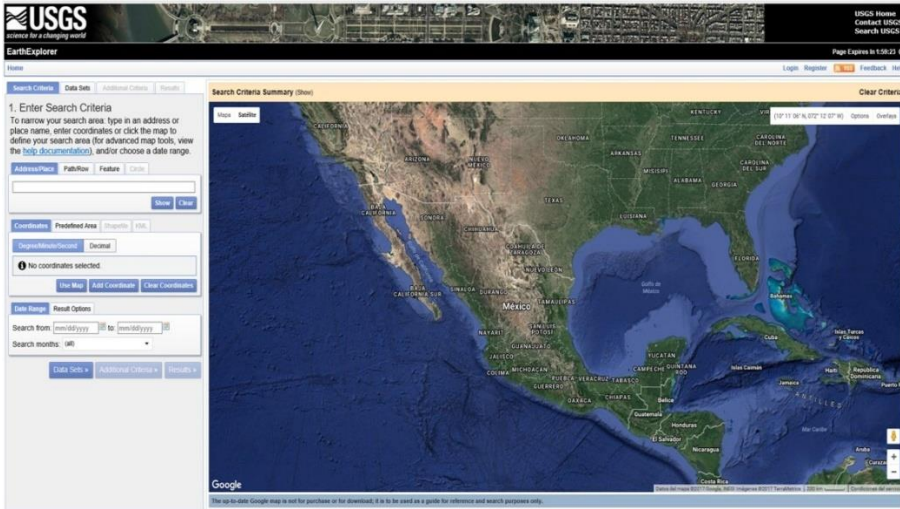 USGS
science for a changing world
USGS Home
Contact USGS
Search USGS
EarthExplorer
Page Expires In 1:59:23
Home
Login Register Feedback
Search Criteria Data Sets Additional Criteria Results
1. Enter Search Criteria
To narrow your search area: type in an address or
place name, enter coordinates or click the map to
define your search area (for advanced map tools, view
the help documentation), and/or choose a date range.
Address/Place Path/Row Feature Circle
Show Clear
Coordinates Predefined Area Shapefile KML
Degree/Minute/Second Decimal
No coordinates selected.
Use Map Add Coordinate Clear Coordinates
Date Range Result Options
Search from: mm/dd/yyyy to: mm/dd/yyyy
Search months: (all)
Data Sets » Additional Criteria » Results »
Search Criteria Summary (Show)
Clear Criteria
Mapa Satélite
Options Overlays
KENTUCKY
CALIFORNIA
OKLAHOMA
TENNESSEE
CAROLINA
DEL NORTE
ARIZONA
NUEVO
MÉXICO
ARKANSAS
CAROLINA
DEL SUR
MISISIPI
ALABAMA
GEORGIA
TEXAS
BAJA
CALIFORNIA
SONORA
LUISIANA
CHIHUAHUA
COAHUILA DE
ZARAGOZA
FLORIDA
NUEVO LEÓN
Golfo de
México
BAJA
CALIFORNIA SUR
SINALOA
DURANGO
Bahamas
México
TAMAULIPAS
SAN LUIS
POTOSÍ
NAYARIT
Cuba
Islas Turcas
y Caicos
GUANAJUATO
JALISCO
YUCATÁN
COLIMA
MICHOACÁN
CAMPECHE
QUINTANA
ROO
Islas Caimán
Haití
República
Dominicana
PUEBLA
VERACRUZ
TABASCO
GUERRERO
Jamaica
Puerto
OAXACA
CHIAPAS
Belice
ANTILLES
Guatemala
Honduras
Mar Caribe
El Salvador
Nicaragua
Aruba
Costa Rica
Google
The up-to-date Google map is not for purchase or for download; it is to be used as a guide for reference and search purposes only.